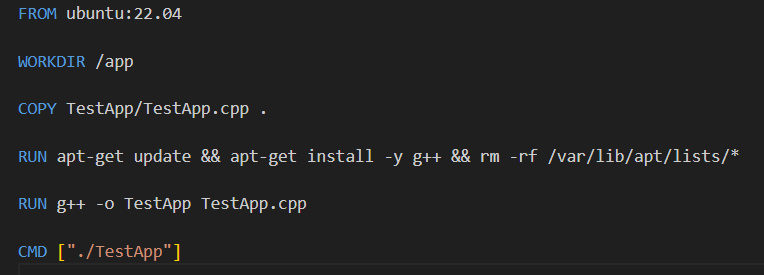 FROM ubuntu:22.04
WORKDIR /app
COPY TestApp/TestApp.cpp .
RUN apt-get update && apt-get install -y g++ && rm -rf /var/lib/apt/lists/*
RUN g++ -o TestApp TestApp.cpp
CMD ["./TestApp"]